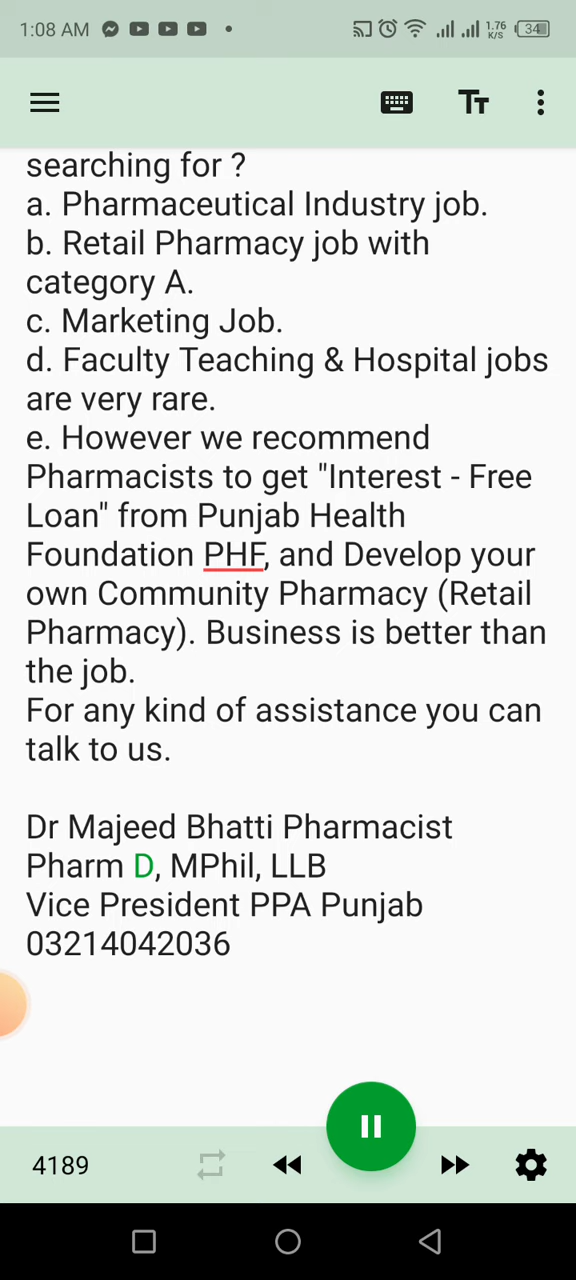 1:08 AM
1.76 K/S 34
searching for ?
a. Pharmaceutical Industry job.
b. Retail Pharmacy job with
category A.
c. Marketing Job.
d. Faculty Teaching & Hospital jobs
are very rare.
e. However we recommend
Pharmacists to get "Interest - Free
Loan" from Punjab Health
Foundation PHF, and Develop your
own Community Pharmacy (Retail
Pharmacy). Business is better than
the job.
For any kind of assistance you can
talk to us.
Dr Majeed Bhatti Pharmacist
Pharm D, MPhil, LLB
Vice President PPA Punjab
03214042036
4189